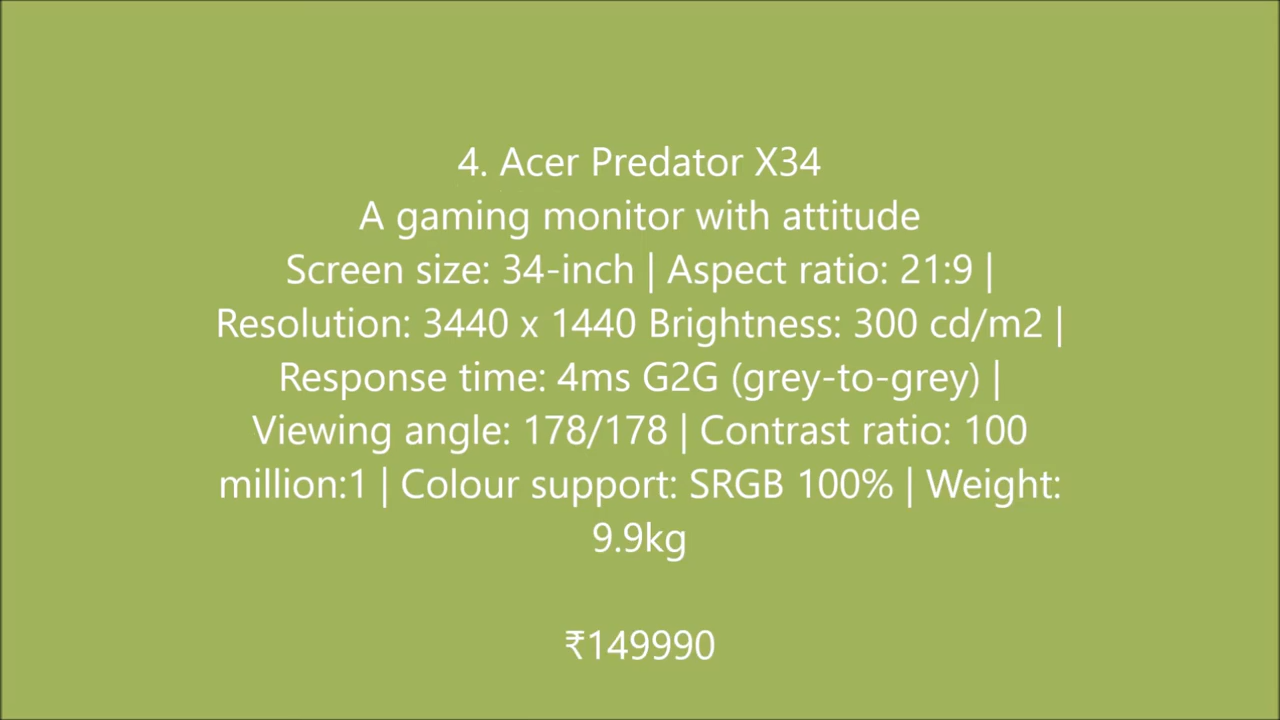 4. Acer Predator X34
A gaming monitor with attitude
Screen size: 34-inch | Aspect ratio: 21:9 |
Resolution: 3440 x 1440 Brightness: 300 cd/m2 |
Response time: 4ms G2G (grey-to-grey) |
Viewing angle: 178/178 | Contrast ratio: 100
million:1 | Colour support: SRGB 100% | Weight:
9.9kg
₹149990